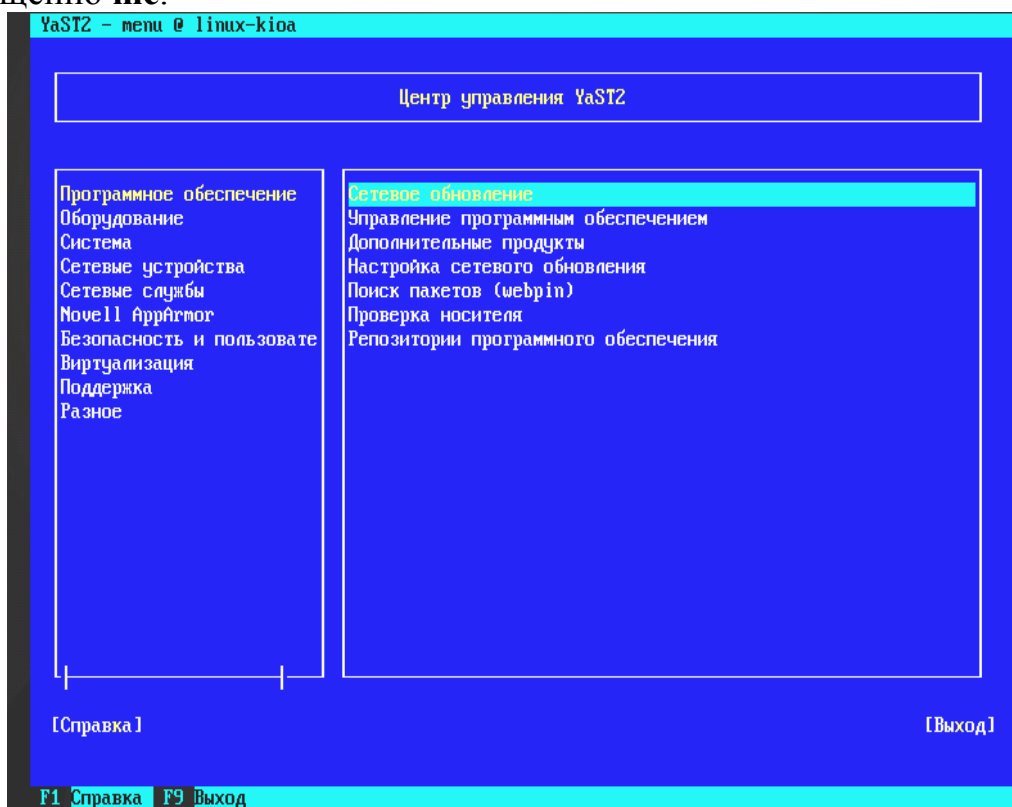 YaST2 - menu @ linux-kioa
Центр управления YaST2
Программное обеспечение
Оборудование
Система
Сетевые устройства
Сетевые службы
Novell AppArmor
Безопасность и пользовате
Виртуализация
Поддержка
Разное
Сетевое обновление
Управление программным обеспечением
Дополнительные продукты
Настройка сетевого обновления
Поиск пакетов (webpin)
Проверка носителя
Репозитории программного обеспечения
[Справка] [Выход]
F1 Справка F9 Выход